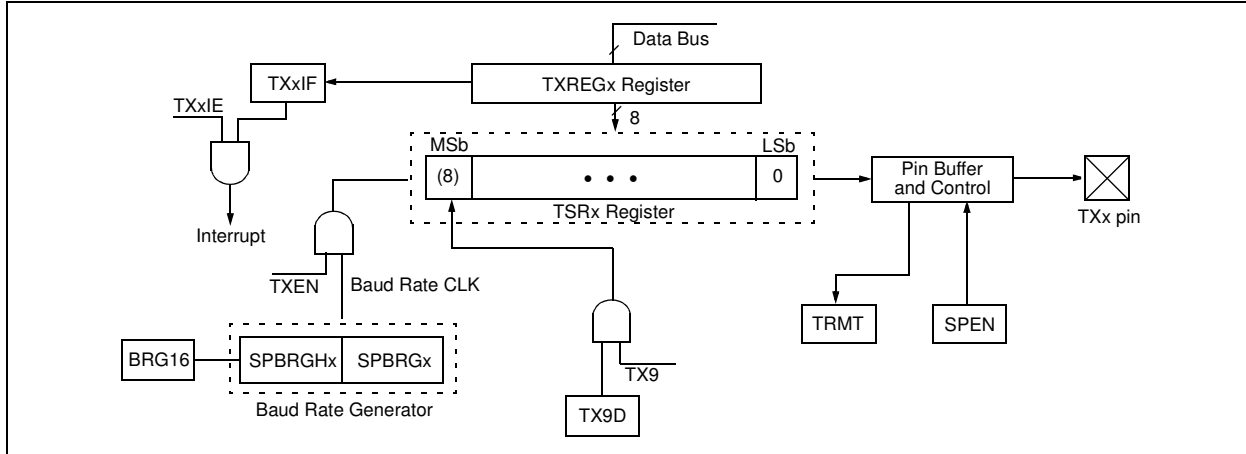 Data Bus
TXxIF
TXREGx Register
TXxIE
8
MSb
LSb
(8)
• • •
0
Pin Buffer
and Control
TSRx Register
TXx pin
Interrupt
TXEN
Baud Rate CLK
TRMT
SPEN
BRG16
SPBRGHx
SPBRGx
TX9
Baud Rate Generator
TX9D